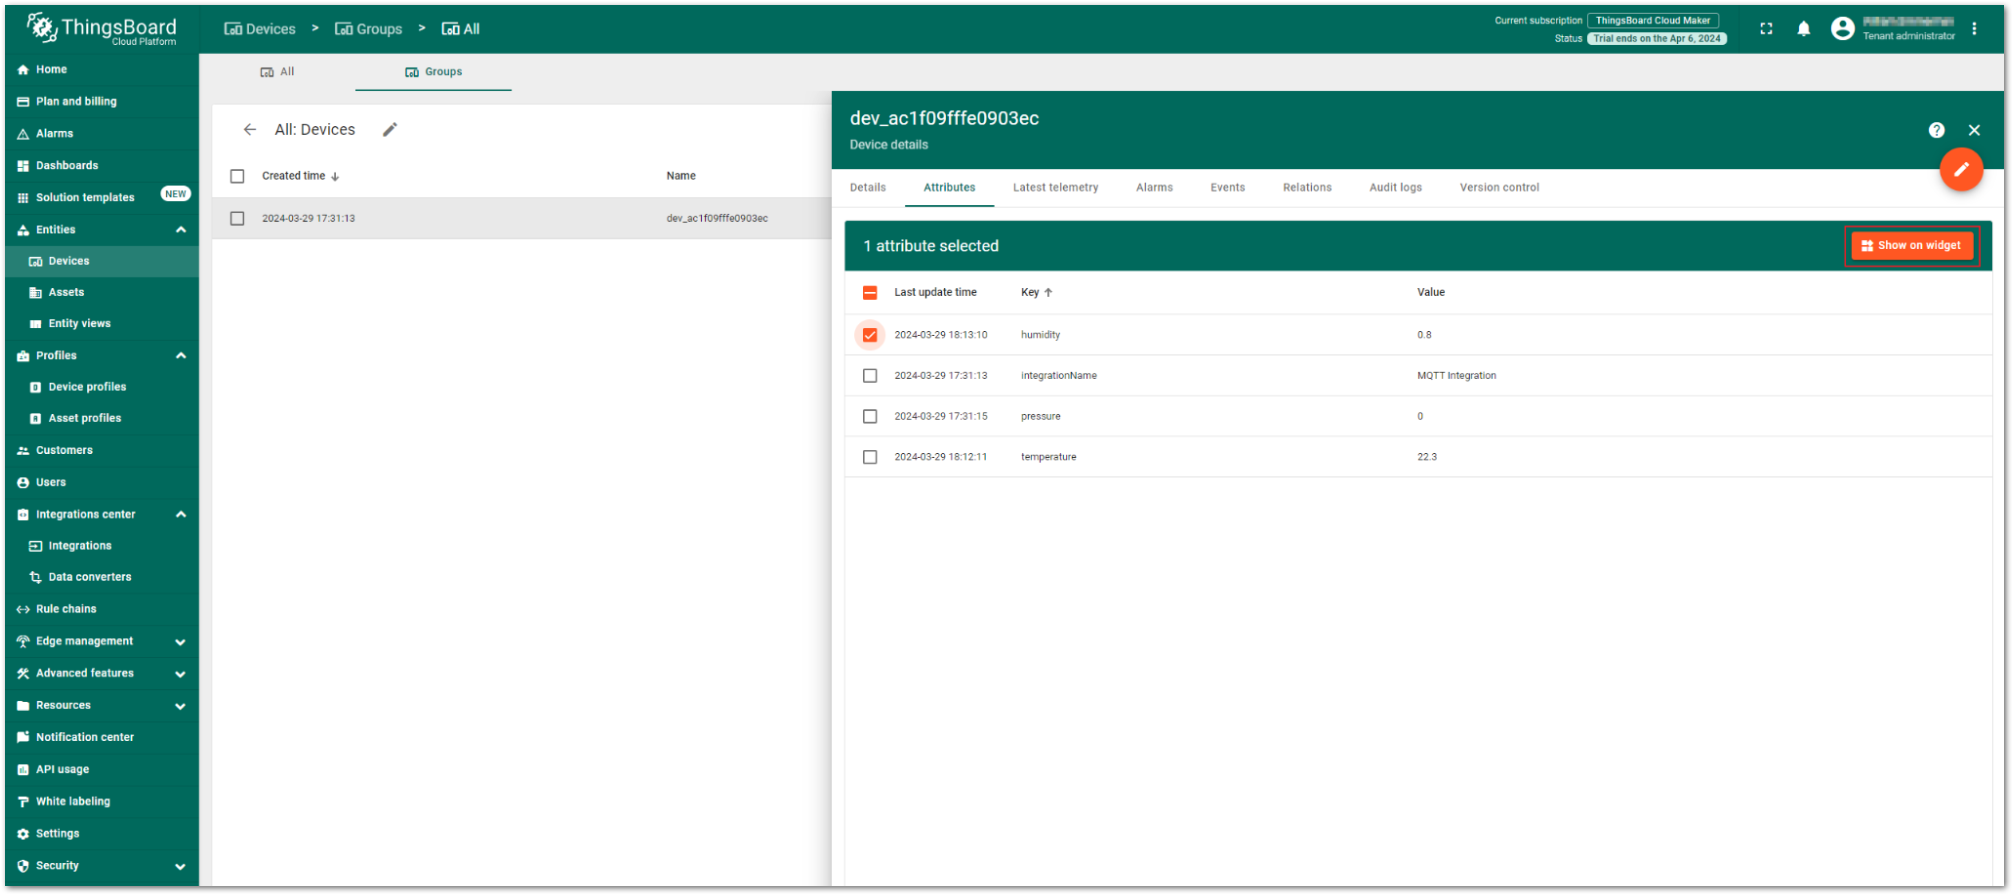 ThingsBoard
Cloud Platform
Devices > Groups > All
Current subscription ThingsBoard Cloud Maker
Status Trial ends on the Apr 6, 2024
Tenant administrator
Home
Plan and billing
Alarms
Dashboards
Solution templates NEW
Entities
Devices
Assets
Entity views
Profiles
Device profiles
Asset profiles
Customers
Users
Integrations center
Integrations
Data converters
Rule chains
Edge management
Advanced features
Resources
Notification center
API usage
White labeling
Settings
Security
All Groups
All: Devices
Created time Name
2024-03-29 17:31:13 dev_ac1f09fffe0903ec
dev_ac1f09fffe0903ec
Device details
Details Attributes Latest telemetry Alarms Events Relations Audit logs Version control
1 attribute selected Show on widget
Last update time Key Value
2024-03-29 18:13:10 humidity 0.8
2024-03-29 17:31:13 integrationName MQTT Integration
2024-03-29 17:31:15 pressure 0
2024-03-29 18:12:11 temperature 22.3